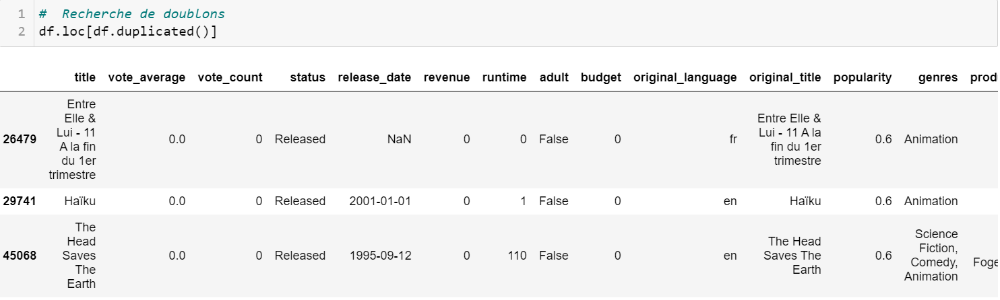 1 # Recherche de doublons
2 df.loc[df.duplicated()]
title vote_average vote_count status release_date revenue runtime adult budget original_language original_title popularity genres prod
26479 Entre Elle & Lui - 11 A la fin du 1er trimestre 0.0 0 Released NaN 0 0 False 0 fr Entre Elle & Lui - 11 A la fin du 1er trimestre 0.6 Animation
29741 Haïku 0.0 0 Released 2001-01-01 0 1 False 0 en Haïku 0.6 Animation
45068 The Head Saves The Earth 0.0 0 Released 1995-09-12 0 110 False 0 en The Head Saves The Earth 0.6 Science Fiction, Comedy, Animation Foge